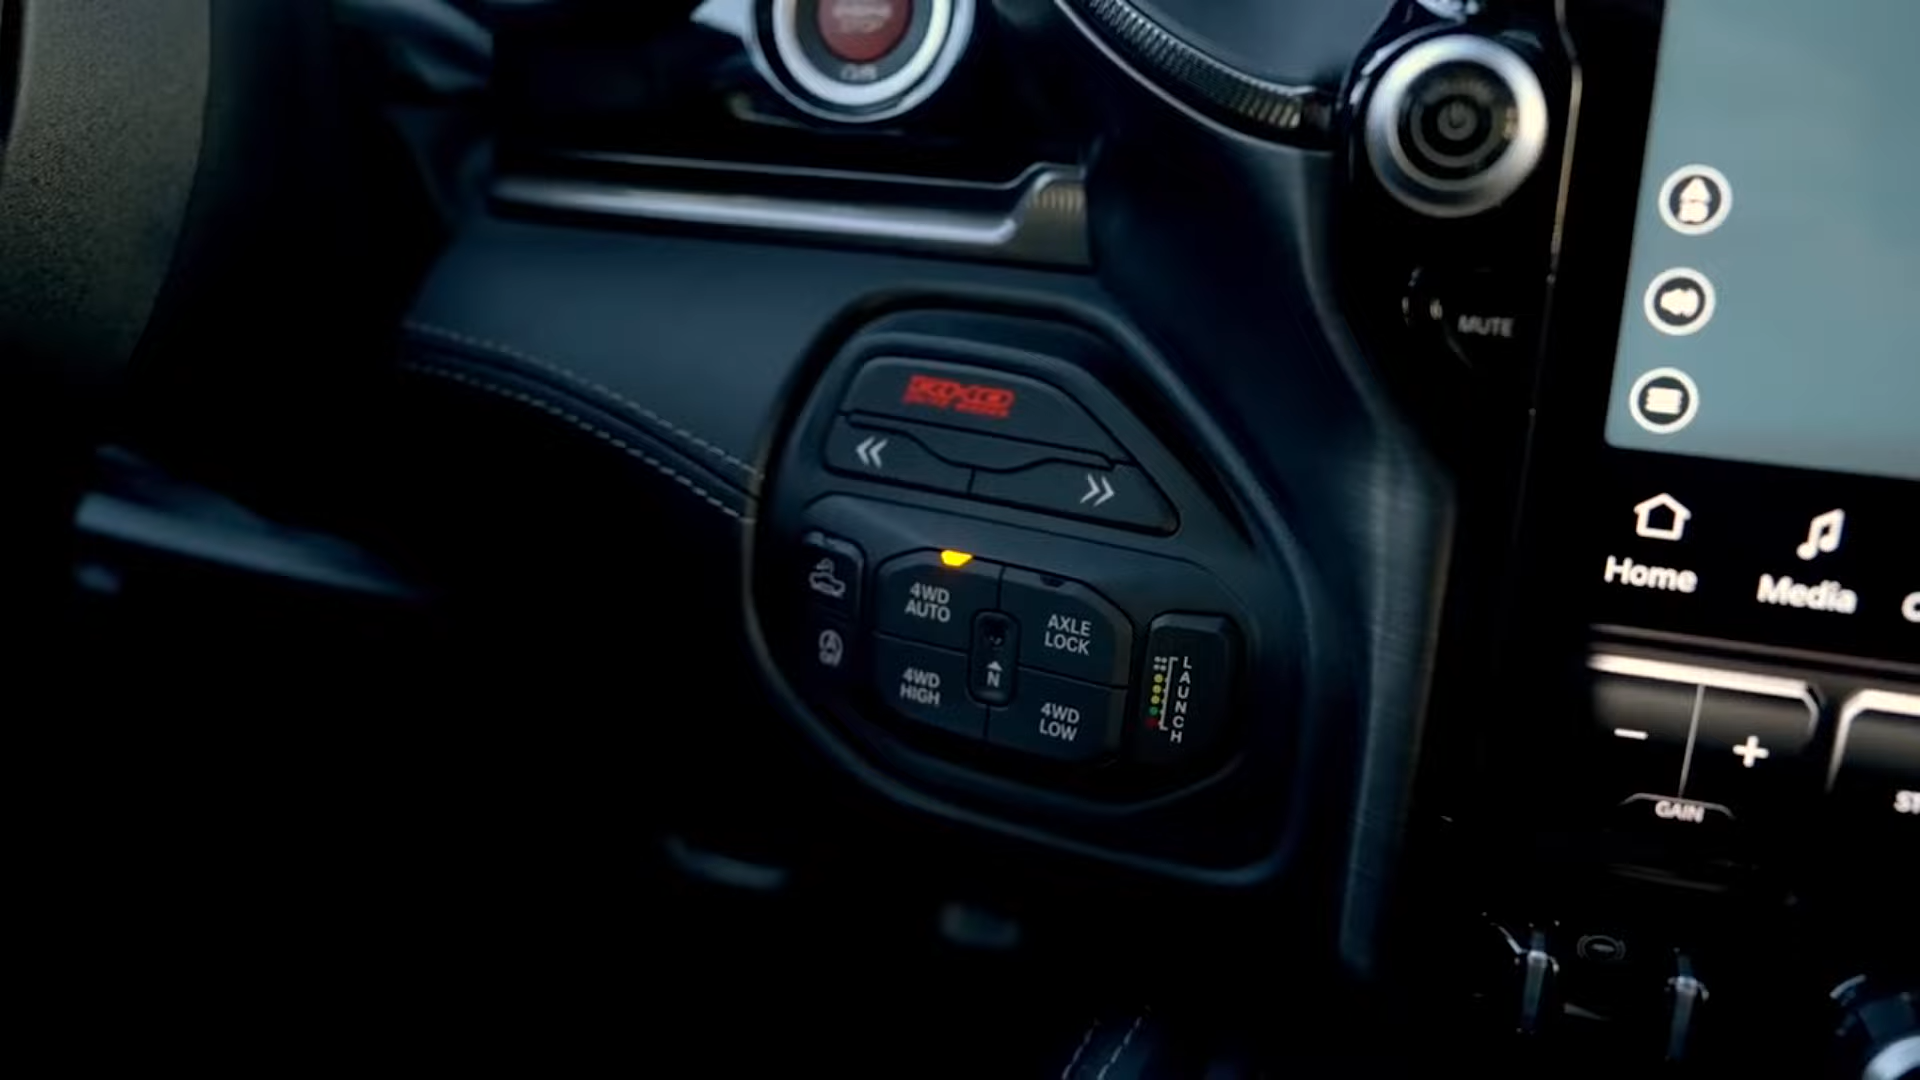 MUTE
4WD
AUTO
AXLE
LOCK
4WD
HIGH
N
4WD
LOW
LAUNCH
Home
Media
− +
GAIN